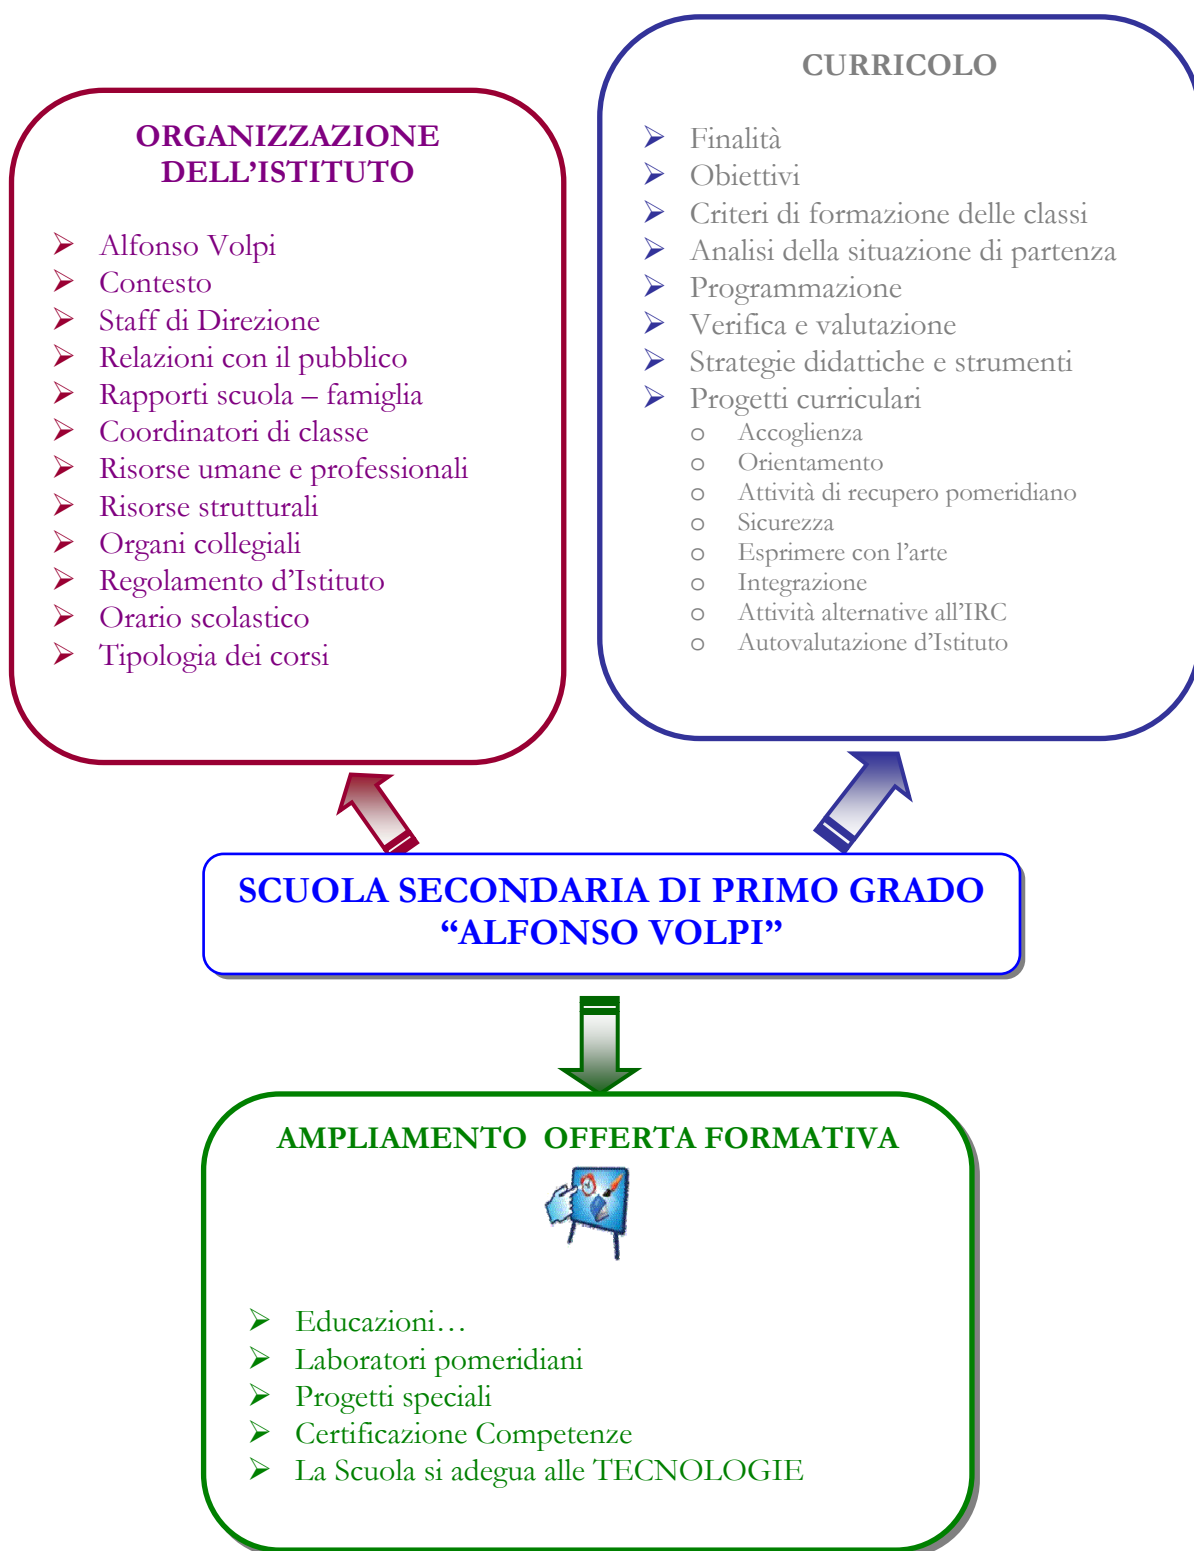 ORGANIZZAZIONE
DELL’ISTITUTO
Alfonso Volpi
Contesto
Staff di Direzione
Relazioni con il pubblico
Rapporti scuola – famiglia
Coordinatori di classe
Risorse umane e professionali
Risorse strutturali
Organi collegiali
Regolamento d’Istituto
Orario scolastico
Tipologia dei corsi
CURRICOLO
Finalità
Obiettivi
Criteri di formazione delle classi
Analisi della situazione di partenza
Programmazione
Verifica e valutazione
Strategie didattiche e strumenti
Progetti curriculari
Accoglienza
Orientamento
Attività di recupero pomeridiano
Sicurezza
Esprimere con l’arte
Integrazione
Attività alternative all’IRC
Autovalutazione d’Istituto
SCUOLA SECONDARIA DI PRIMO GRADO
“ALFONSO VOLPI”
AMPLIAMENTO OFFERTA FORMATIVA
Educazioni…
Laboratori pomeridiani
Progetti speciali
Certificazione Competenze
La Scuola si adegua alle TECNOLOGIE